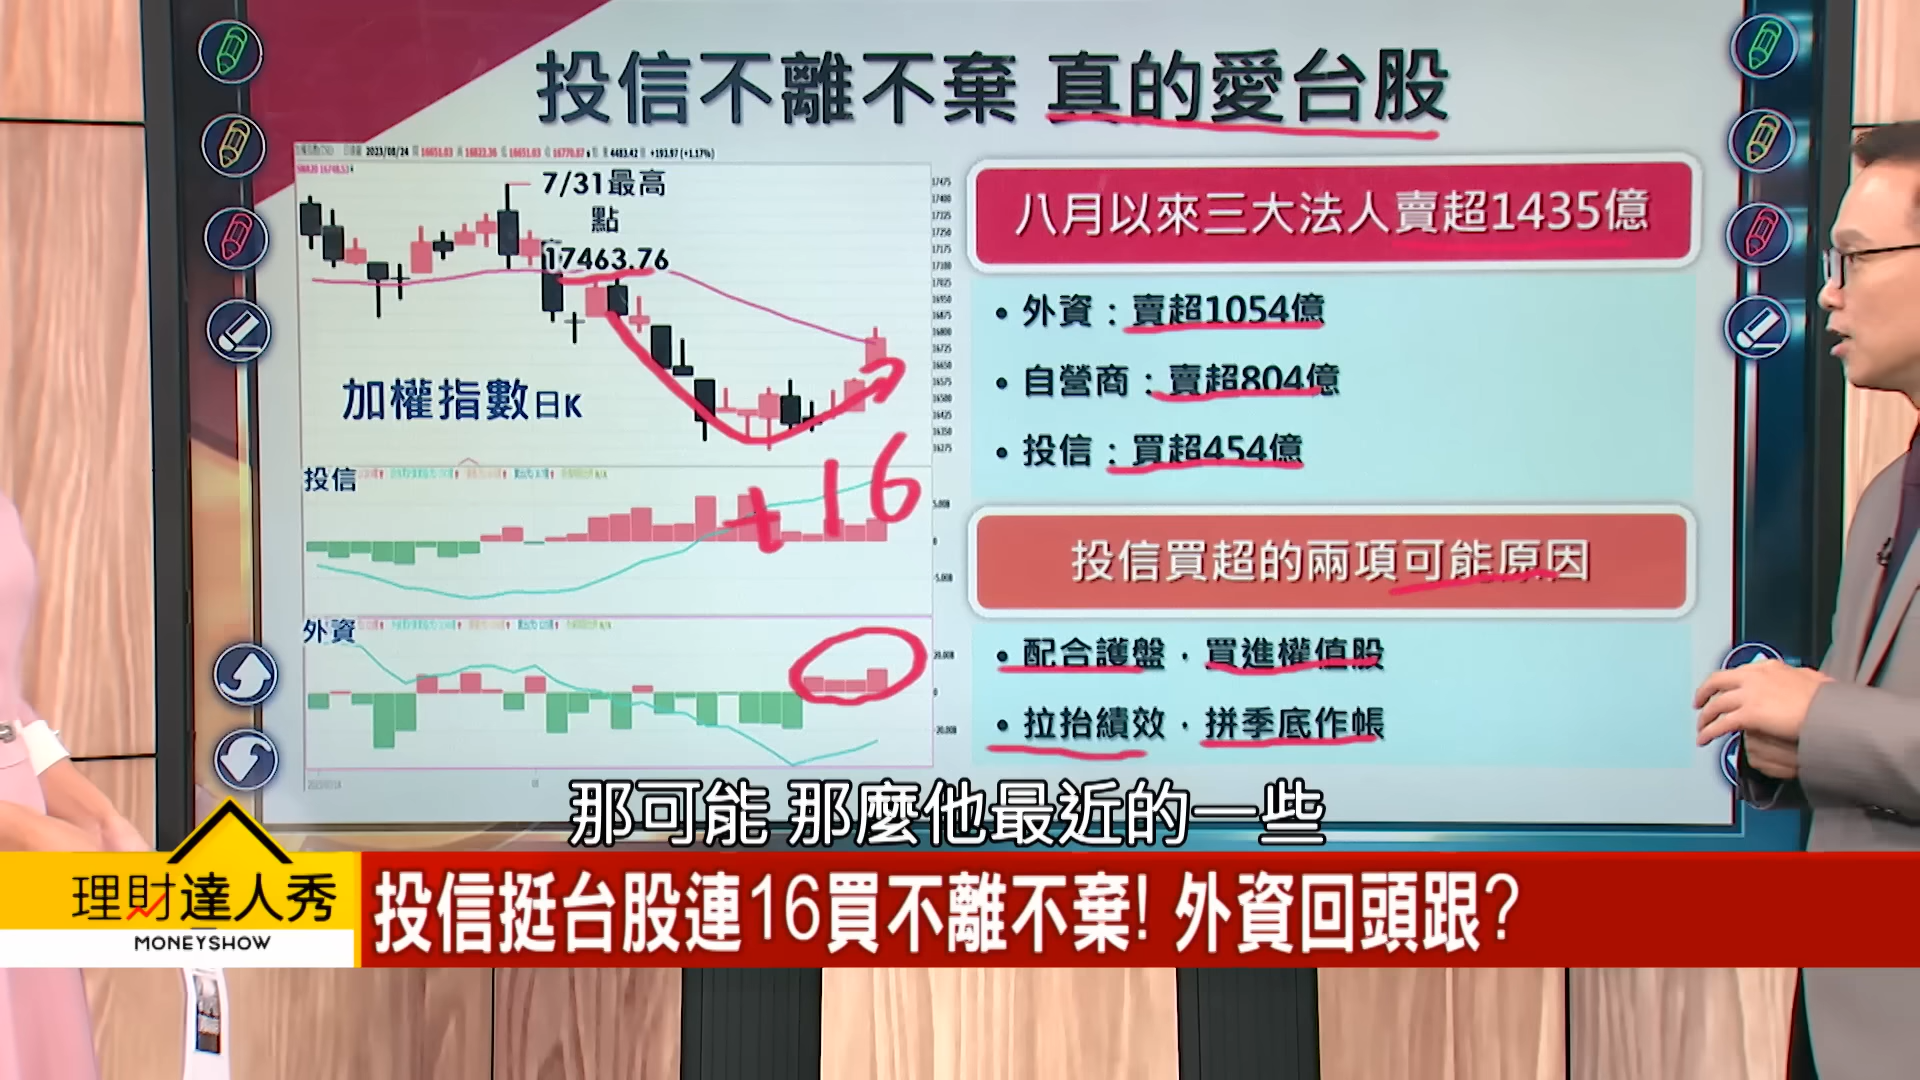 投信不離不棄 真的愛台股
2023/08/24
7/31最高
點
17463.76
加權指數日K
投信
+16
外資
八月以來三大法人賣超1435億
• 外資：賣超1054億
• 自營商：賣超804億
• 投信：買超454億
投信買超的兩項可能原因
• 配合護盤，買進權值股
• 拉抬績效，拼季底作帳
那可能 那麼他最近的一些
理財達人秀
MONEYSHOW
投信挺台股連16買不離不棄! 外資回頭跟?